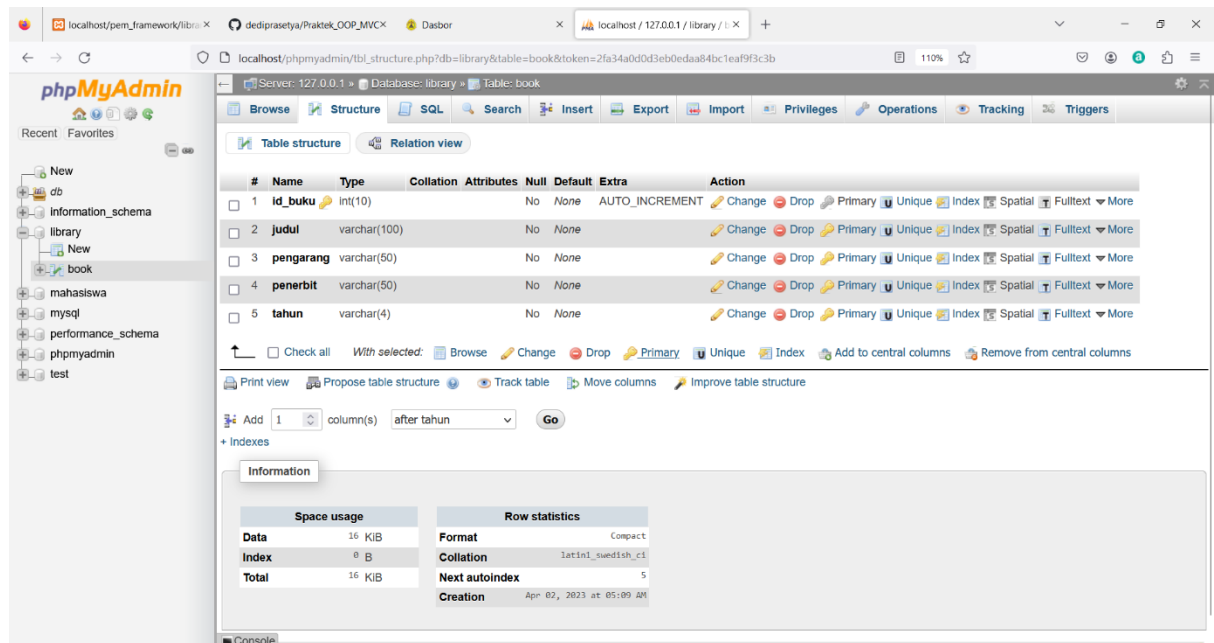 localhost/pem_framework/libra
dediprasetya/Praktek_OOP_MVC
Dasbor
localhost / 127.0.0.1 / library / b
localhost/phpmyadmin/tbl_structure.php?db=library&table=book&token=2fa34a0d0d3eb0edaa84bc1eaf9f3c3b
110%
phpMyAdmin
Recent Favorites
New
db
information_schema
library
New
book
mahasiswa
mysql
performance_schema
phpmyadmin
test
Server: 127.0.0.1 » Database: library » Table: book
Browse Structure SQL Search Insert Export Import Privileges Operations Tracking Triggers
Table structure Relation view
# Name Type Collation Attributes Null Default Extra Action
1 id_buku int(10) No None AUTO_INCREMENT Change Drop Primary Unique Index Spatial Fulltext More
2 judul varchar(100) No None Change Drop Primary Unique Index Spatial Fulltext More
3 pengarang varchar(50) No None Change Drop Primary Unique Index Spatial Fulltext More
4 penerbit varchar(50) No None Change Drop Primary Unique Index Spatial Fulltext More
5 tahun varchar(4) No None Change Drop Primary Unique Index Spatial Fulltext More
Check all With selected: Browse Change Drop Primary Unique Index Add to central columns Remove from central columns
Print view Propose table structure Track table Move columns Improve table structure
Add 1 column(s) after tahun Go
+ Indexes
Information
Space usage
Data 16 KiB
Index 0 B
Total 16 KiB
Row statistics
Format Compact
Collation latin1_swedish_ci
Next autoindex 5
Creation Apr 02, 2023 at 05:09 AM
Console